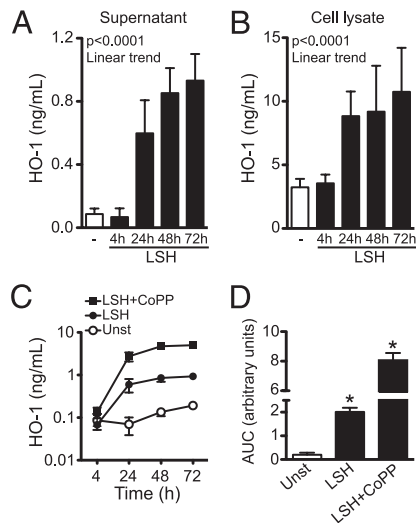 A
Supernatant
p<0.0001
Linear trend
HO-1 (ng/mL)
1.2
0.8
0.4
0.0
- 4h 24h 48h 72h
LSH
B
Cell lysate
p<0.0001
Linear trend
HO-1 (ng/mL)
15
10
5
0
- 4h 24h 48h 72h
LSH
C
LSH+CoPP
LSH
Unst
HO-1 (ng/mL)
10
1
0.1
0.01
4 24 48 72
Time (h)
D
AUC (arbitrary units)
10
8
6
4
2
0
* *
Unst
LSH
LSH+CoPP